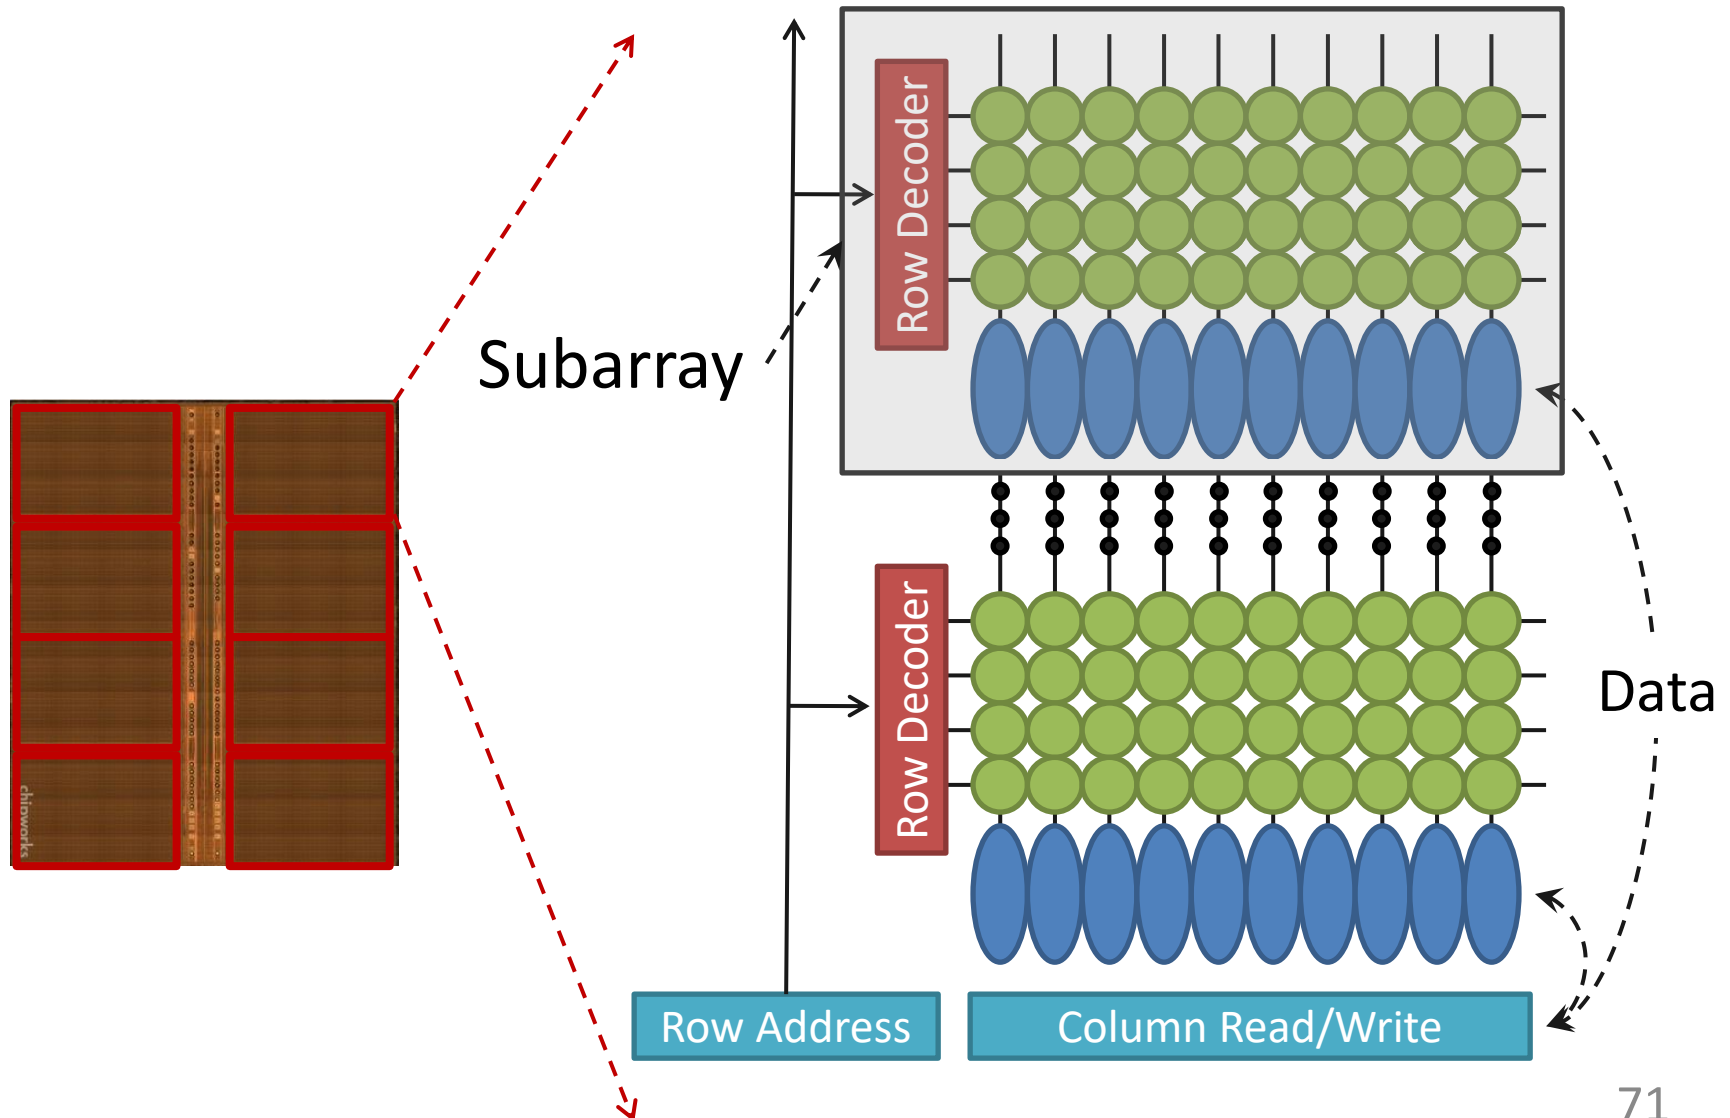 Row Decoder
Subarray
chipworks
Row Decoder
Data
Row Address
Column Read/Write
71